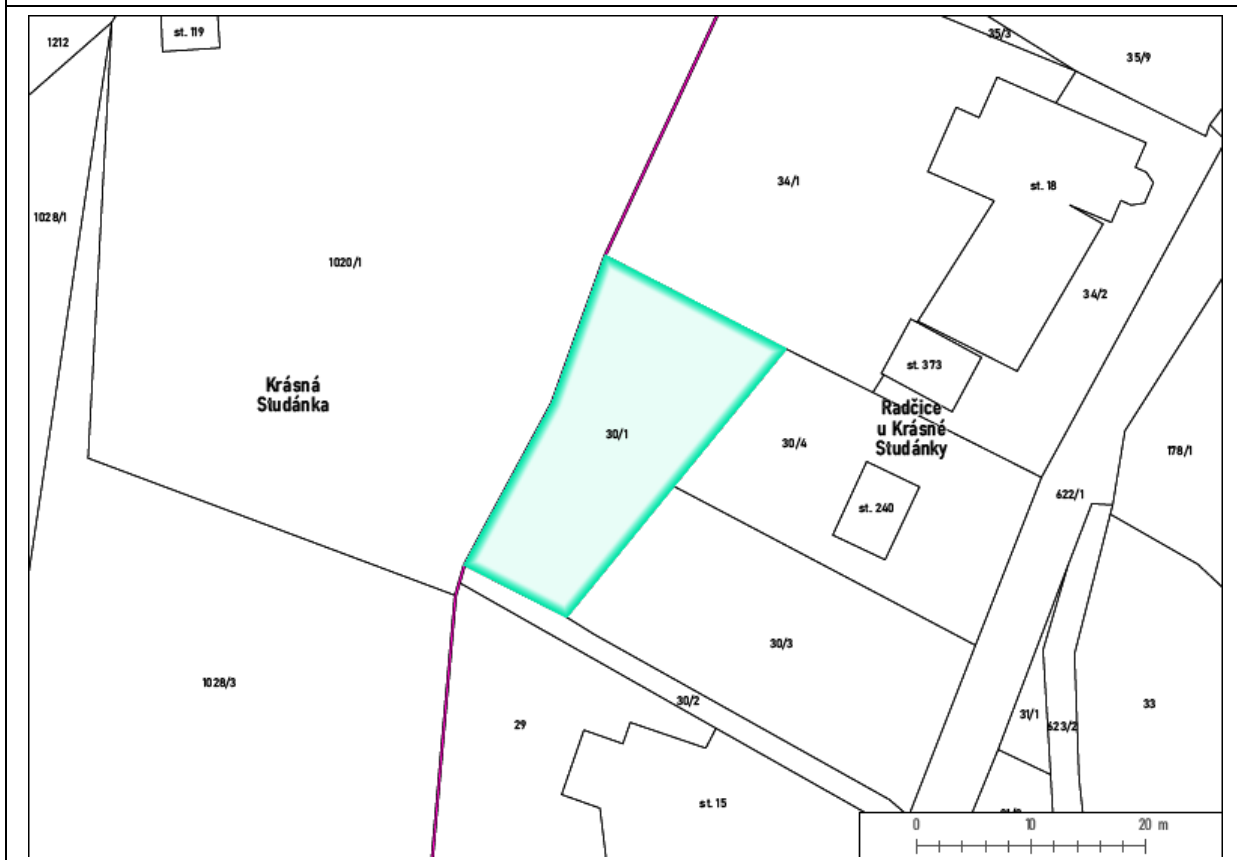 1212
st. 119
35/3
35/9
34/1
st. 18
1028/1
1020/1
34/2
st. 373
Krásná
Studánka
Radčice
u Krásné
Studánky
30/1
30/4
178/1
622/1
st. 240
30/3
1028/3
30/2
29
31/1
623/2
33
st. 15
0 10 20 m